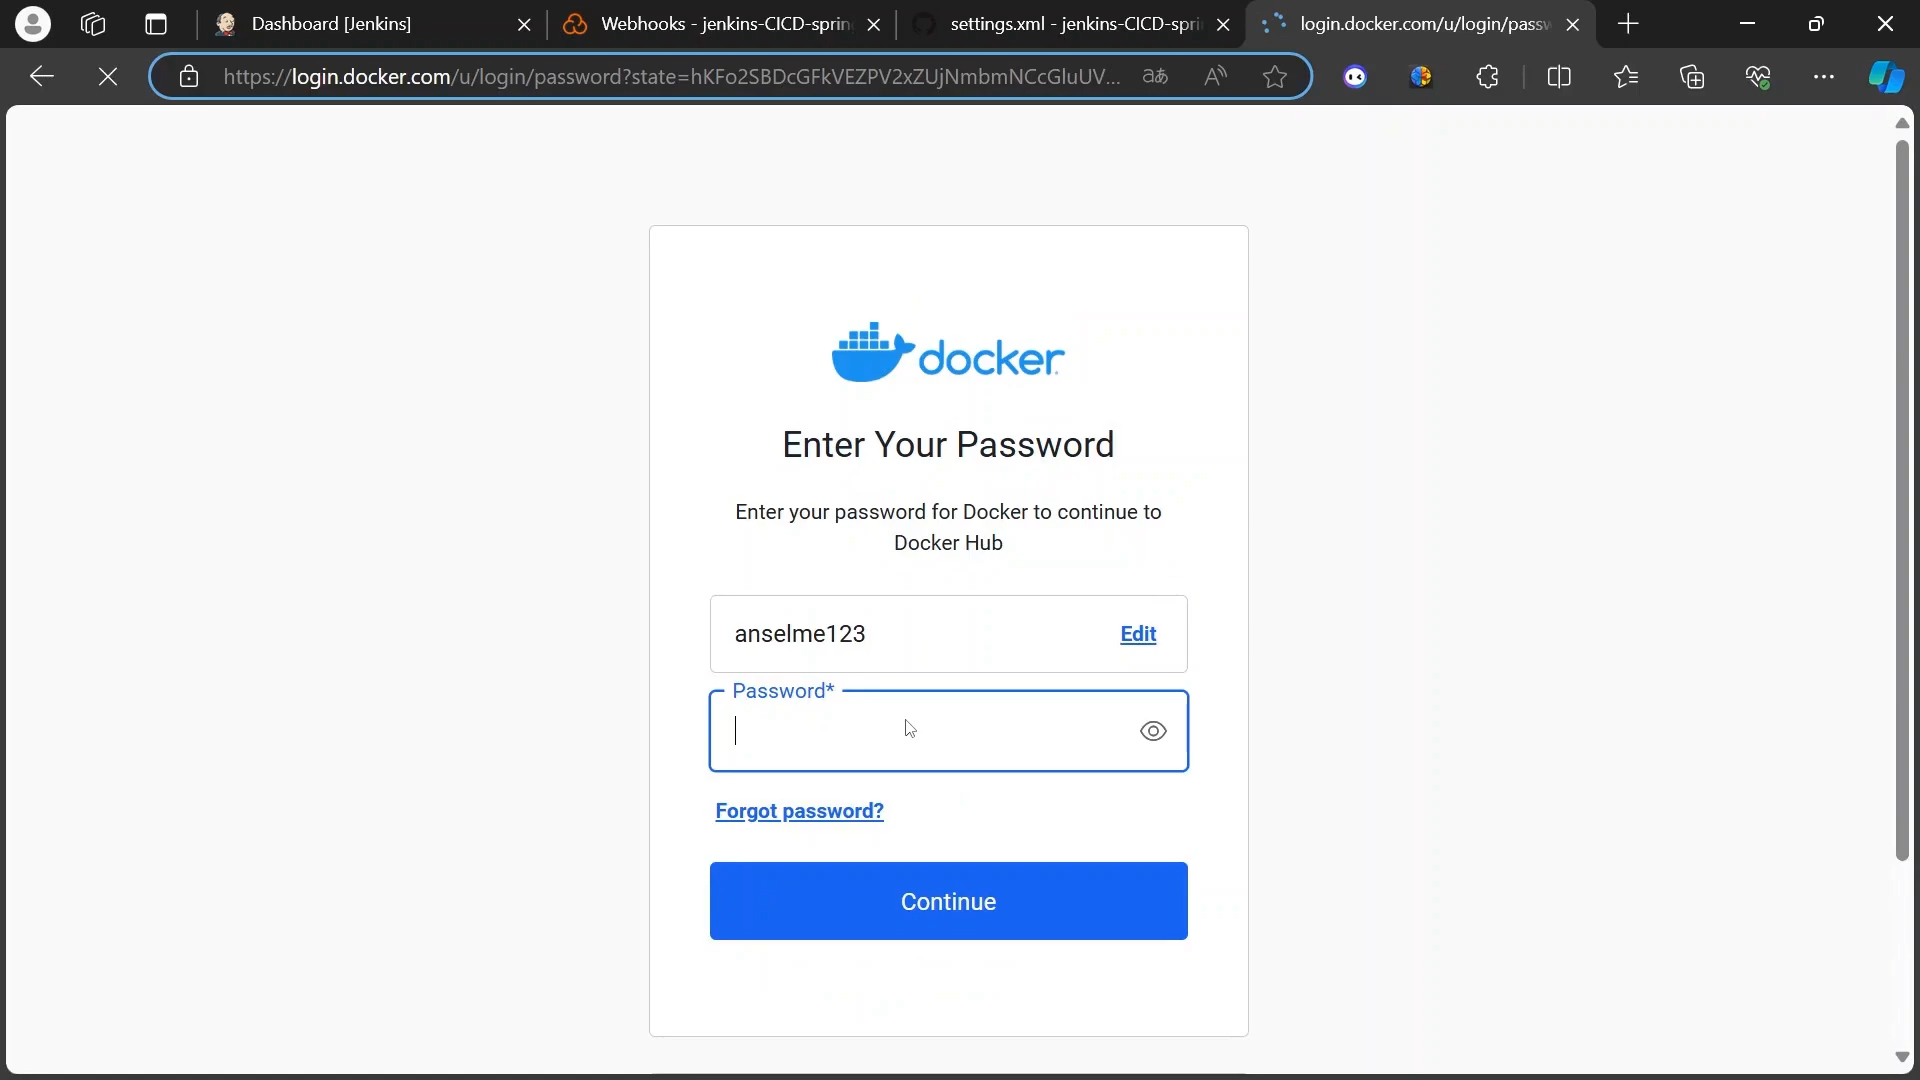 Dashboard [Jenkins]
Webhooks - jenkins-CICD-sprin
settings.xml - jenkins-CICD-spri
login.docker.com/u/login/passw
https://login.docker.com/u/login/password?state=hKFo2SBDcGFkVEZPV2xZUjNmbmNCcGluUV...
docker
Enter Your Password
Enter your password for Docker to continue to
Docker Hub
anselme123
Edit
Password*
Forgot password?
Continue